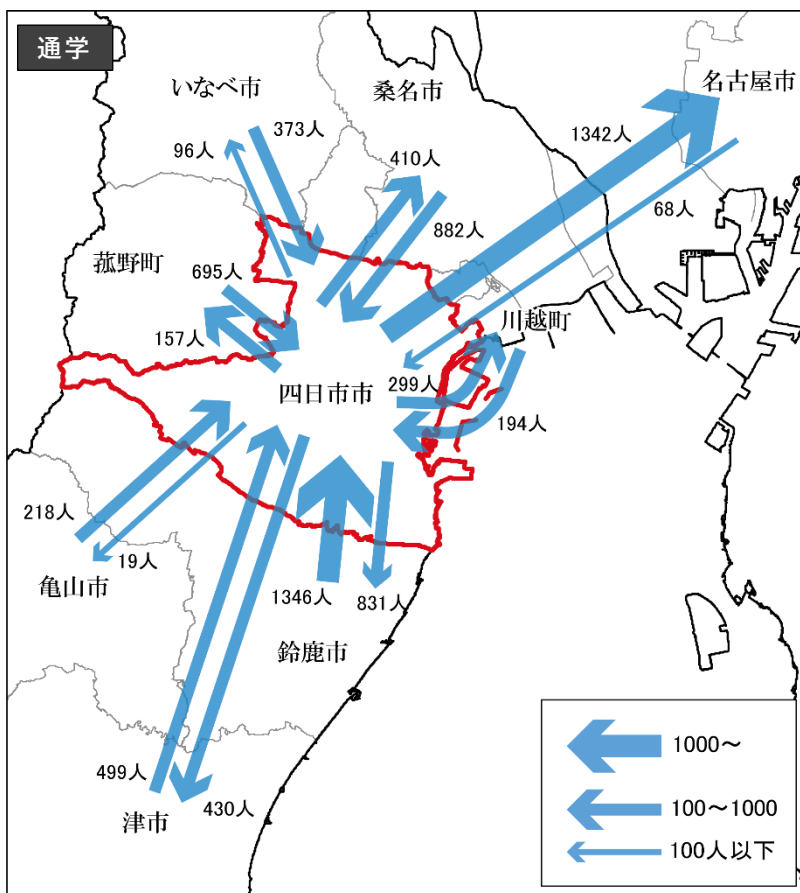 通学
いなべ市
桑名市
名古屋市
373人
96人
410人
1342人
882人
68人
菰野町
695人
157人
川越町
299人
194人
四日市市
218人
19人
亀山市
1346人
831人
鈴鹿市
499人
430人
津市
1000～
100～1000
100人以下